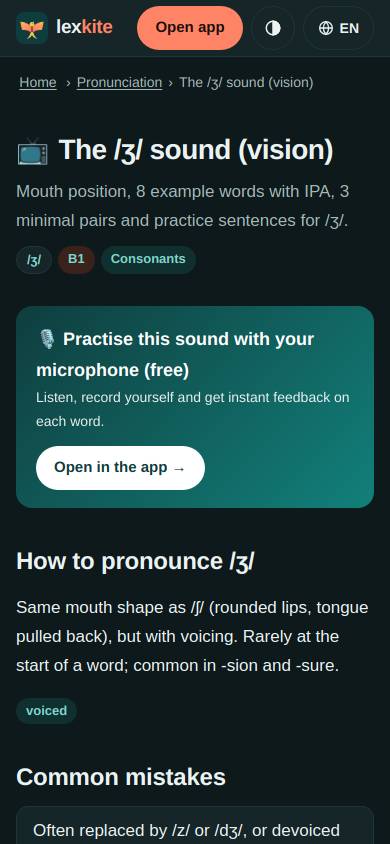 lexkite
Open app
EN
Home › Pronunciation › The /ʒ/ sound (vision)
The /ʒ/ sound (vision)
Mouth position, 8 example words with IPA, 3
minimal pairs and practice sentences for /ʒ/.
/ʒ/ B1 Consonants
Practise this sound with your
microphone (free)
Listen, record yourself and get instant feedback on
each word.
Open in the app →
How to pronounce /ʒ/
Same mouth shape as /ʃ/ (rounded lips, tongue
pulled back), but with voicing. Rarely at the
start of a word; common in -sion and -sure.
voiced
Common mistakes
Often replaced by /z/ or /dʒ/, or devoiced